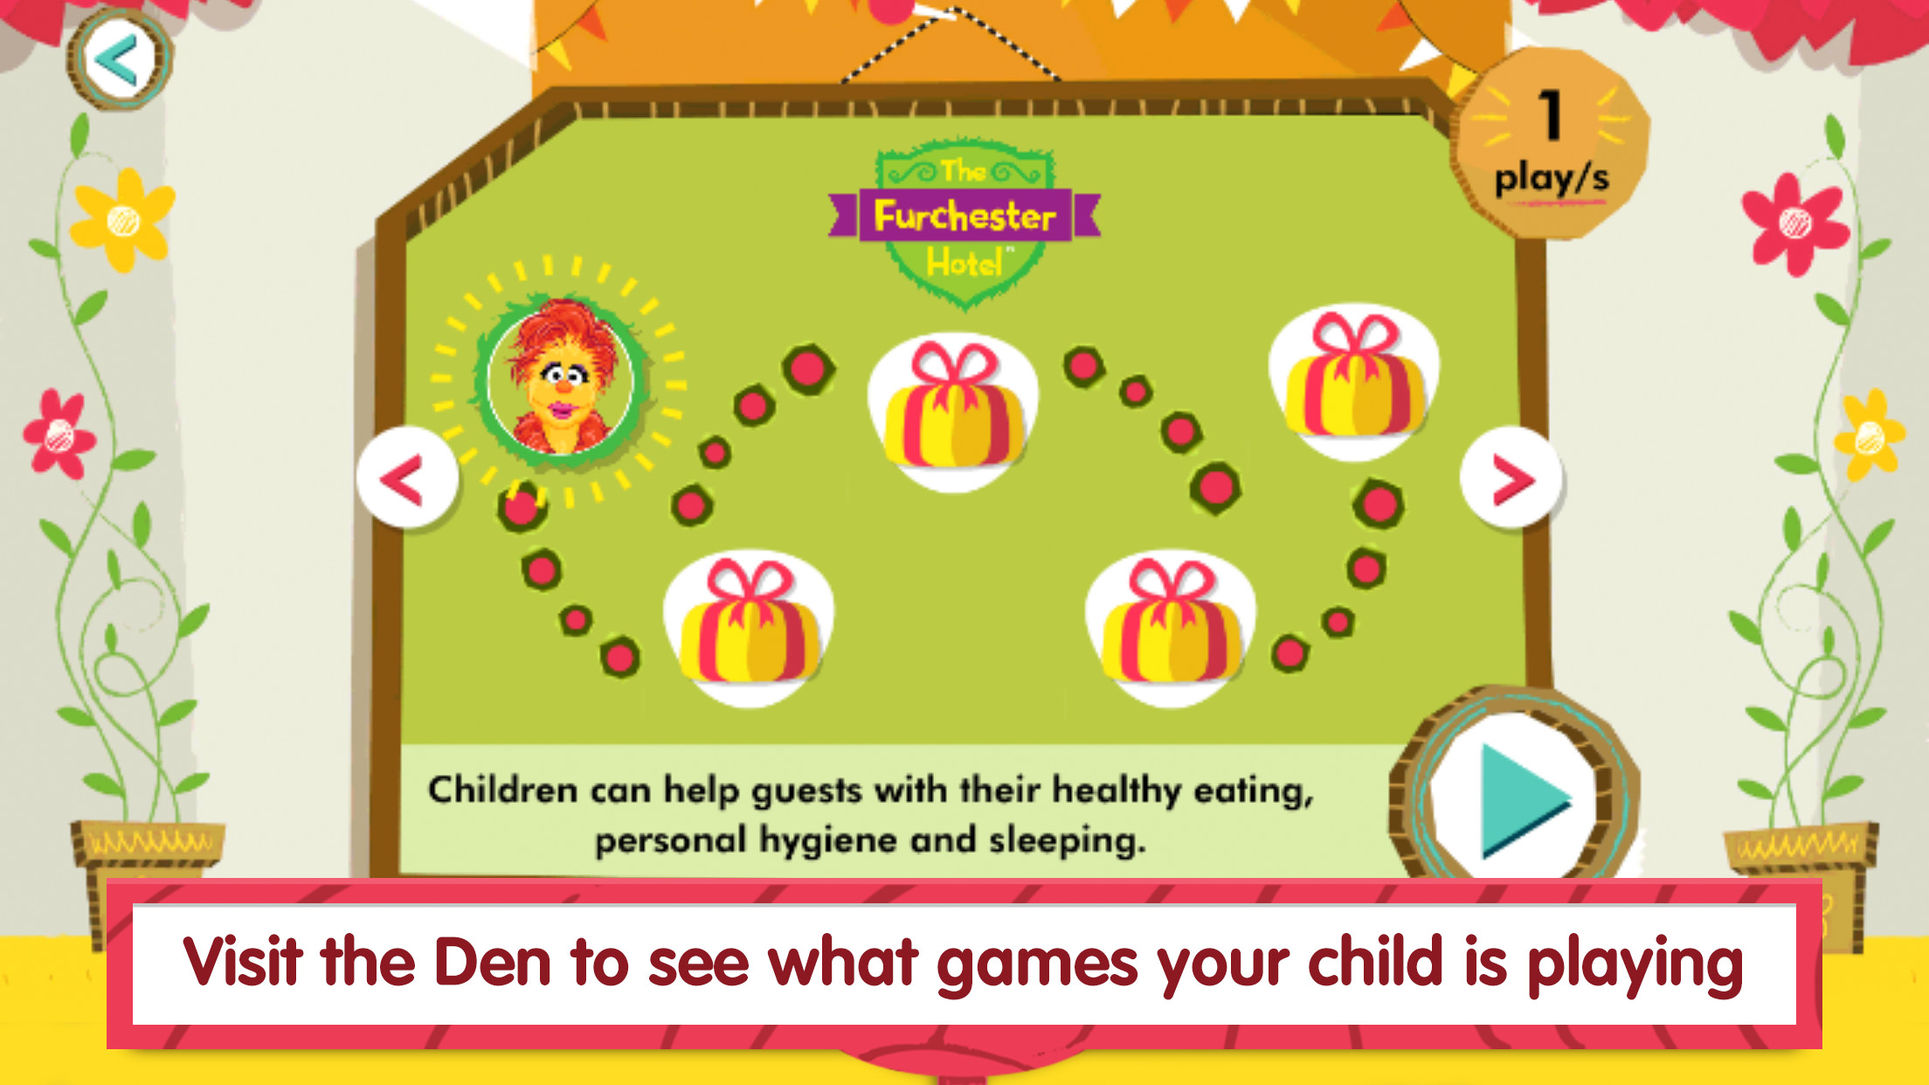 1
play/s
The
Furchester
Hotel™
Children can help guests with their healthy eating,
personal hygiene and sleeping.
Visit the Den to see what games your child is playing